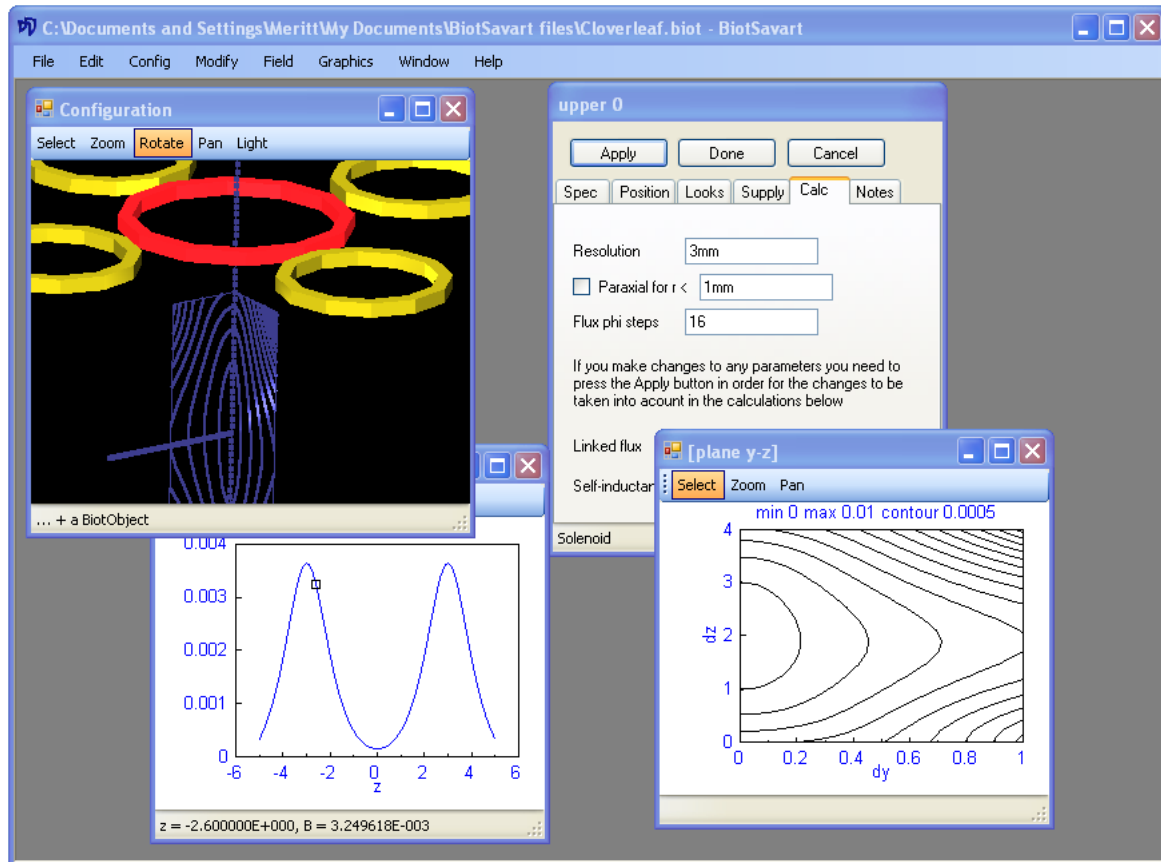 C:\Documents and Settings\Meritt\My Documents\BiotSavart files\Cloverleaf.biot - BiotSavart
File Edit Config Modify Field Graphics Window Help
Configuration
Select Zoom Rotate Pan Light
... + a BiotObject
upper 0
Apply Done Cancel
Spec Position Looks Supply Calc Notes
Resolution 3mm
Paraxial for r < 1mm
Flux phi steps 16
If you make changes to any parameters you need to
press the Apply button in order for the changes to be
taken into acount in the calculations below
Linked flux
Self-inductan
Solenoid
0.004
0.003
0.002
0.001
0
-6 -4 -2 0 2 4 6
z
z = -2.600000E+000, B = 3.249618E-003
[plane y-z]
Select Zoom Pan
min 0 max 0.01 contour 0.0005
4
3
dz 2
1
0
0 0.2 0.4 0.6 0.8 1
dy